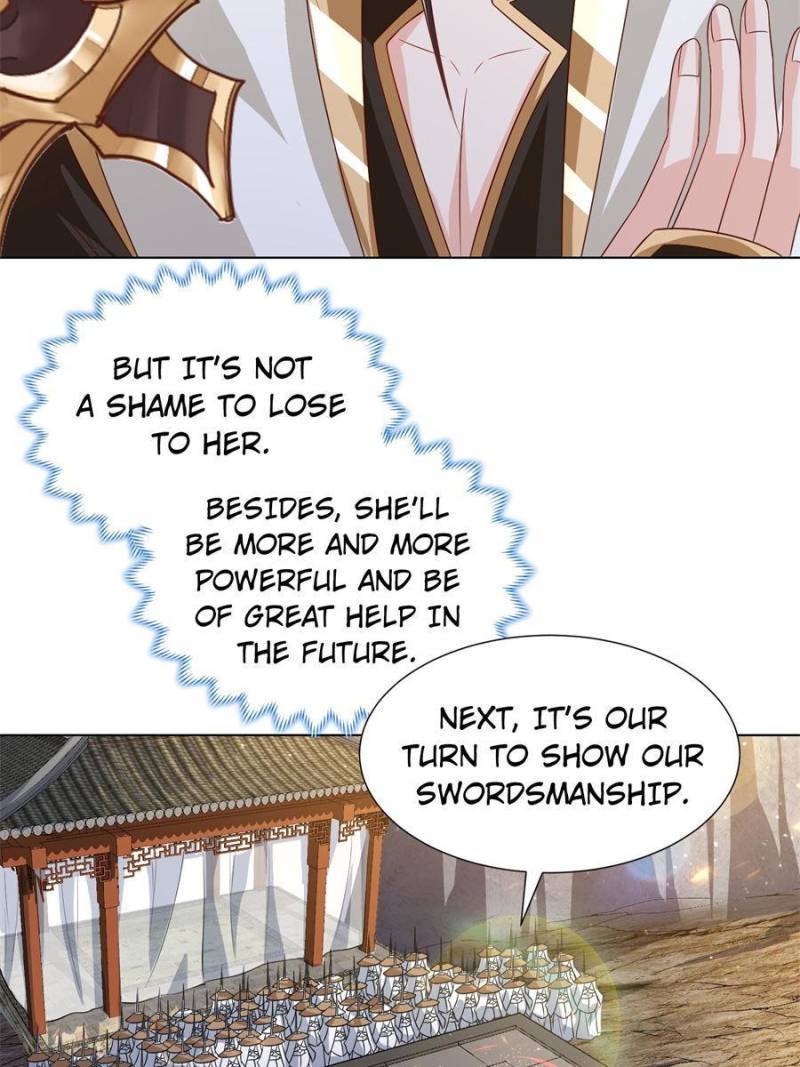 BUT IT'S NOT
A SHAME TO LOSE
TO HER.
BESIDES, SHE'LL
BE MORE AND MORE
POWERFUL AND BE
OF GREAT HELP IN
THE FUTURE.
NEXT, IT'S OUR
TURN TO SHOW OUR
SWORDSMANSHIP.